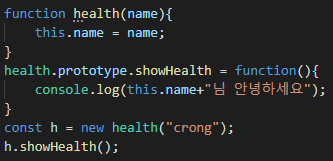 function health(name){
    this.name = name;
}
health.prototype.showHealth = function(){
    console.log(this.name+"님 안녕하세요");
}
const h = new health("crong");
h.showHealth();